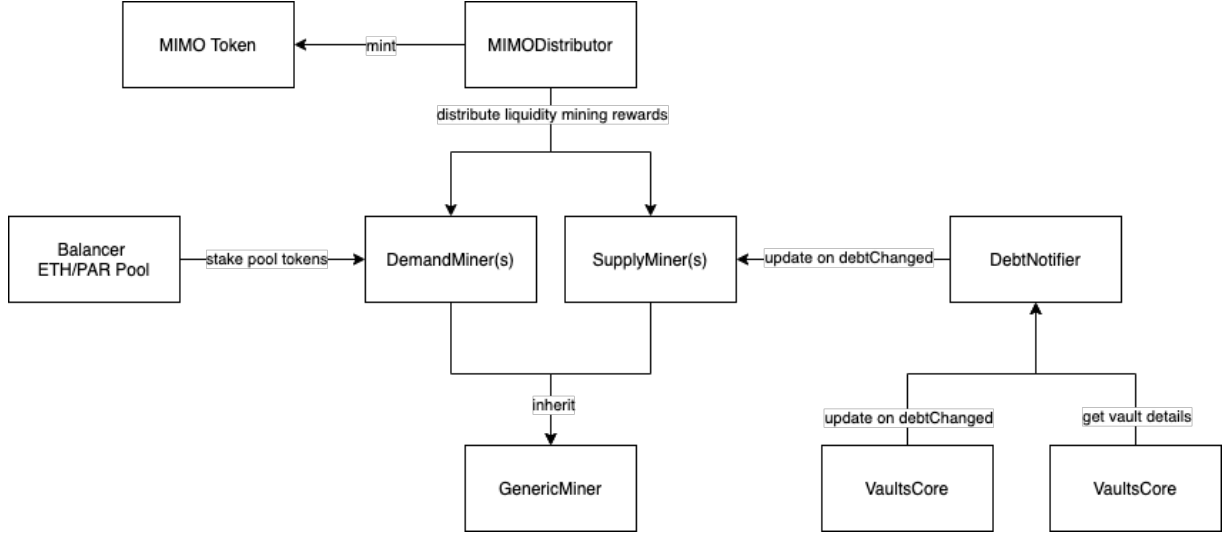 MIMO Token
mint
MIMODistributor
distribute liquidity mining rewards
Balancer
ETH/PAR Pool
stake pool tokens
DemandMiner(s)
SupplyMiner(s)
update on debtChanged
DebtNotifier
inherit
update on debtChanged
get vault details
GenericMiner
VaultsCore
VaultsCore